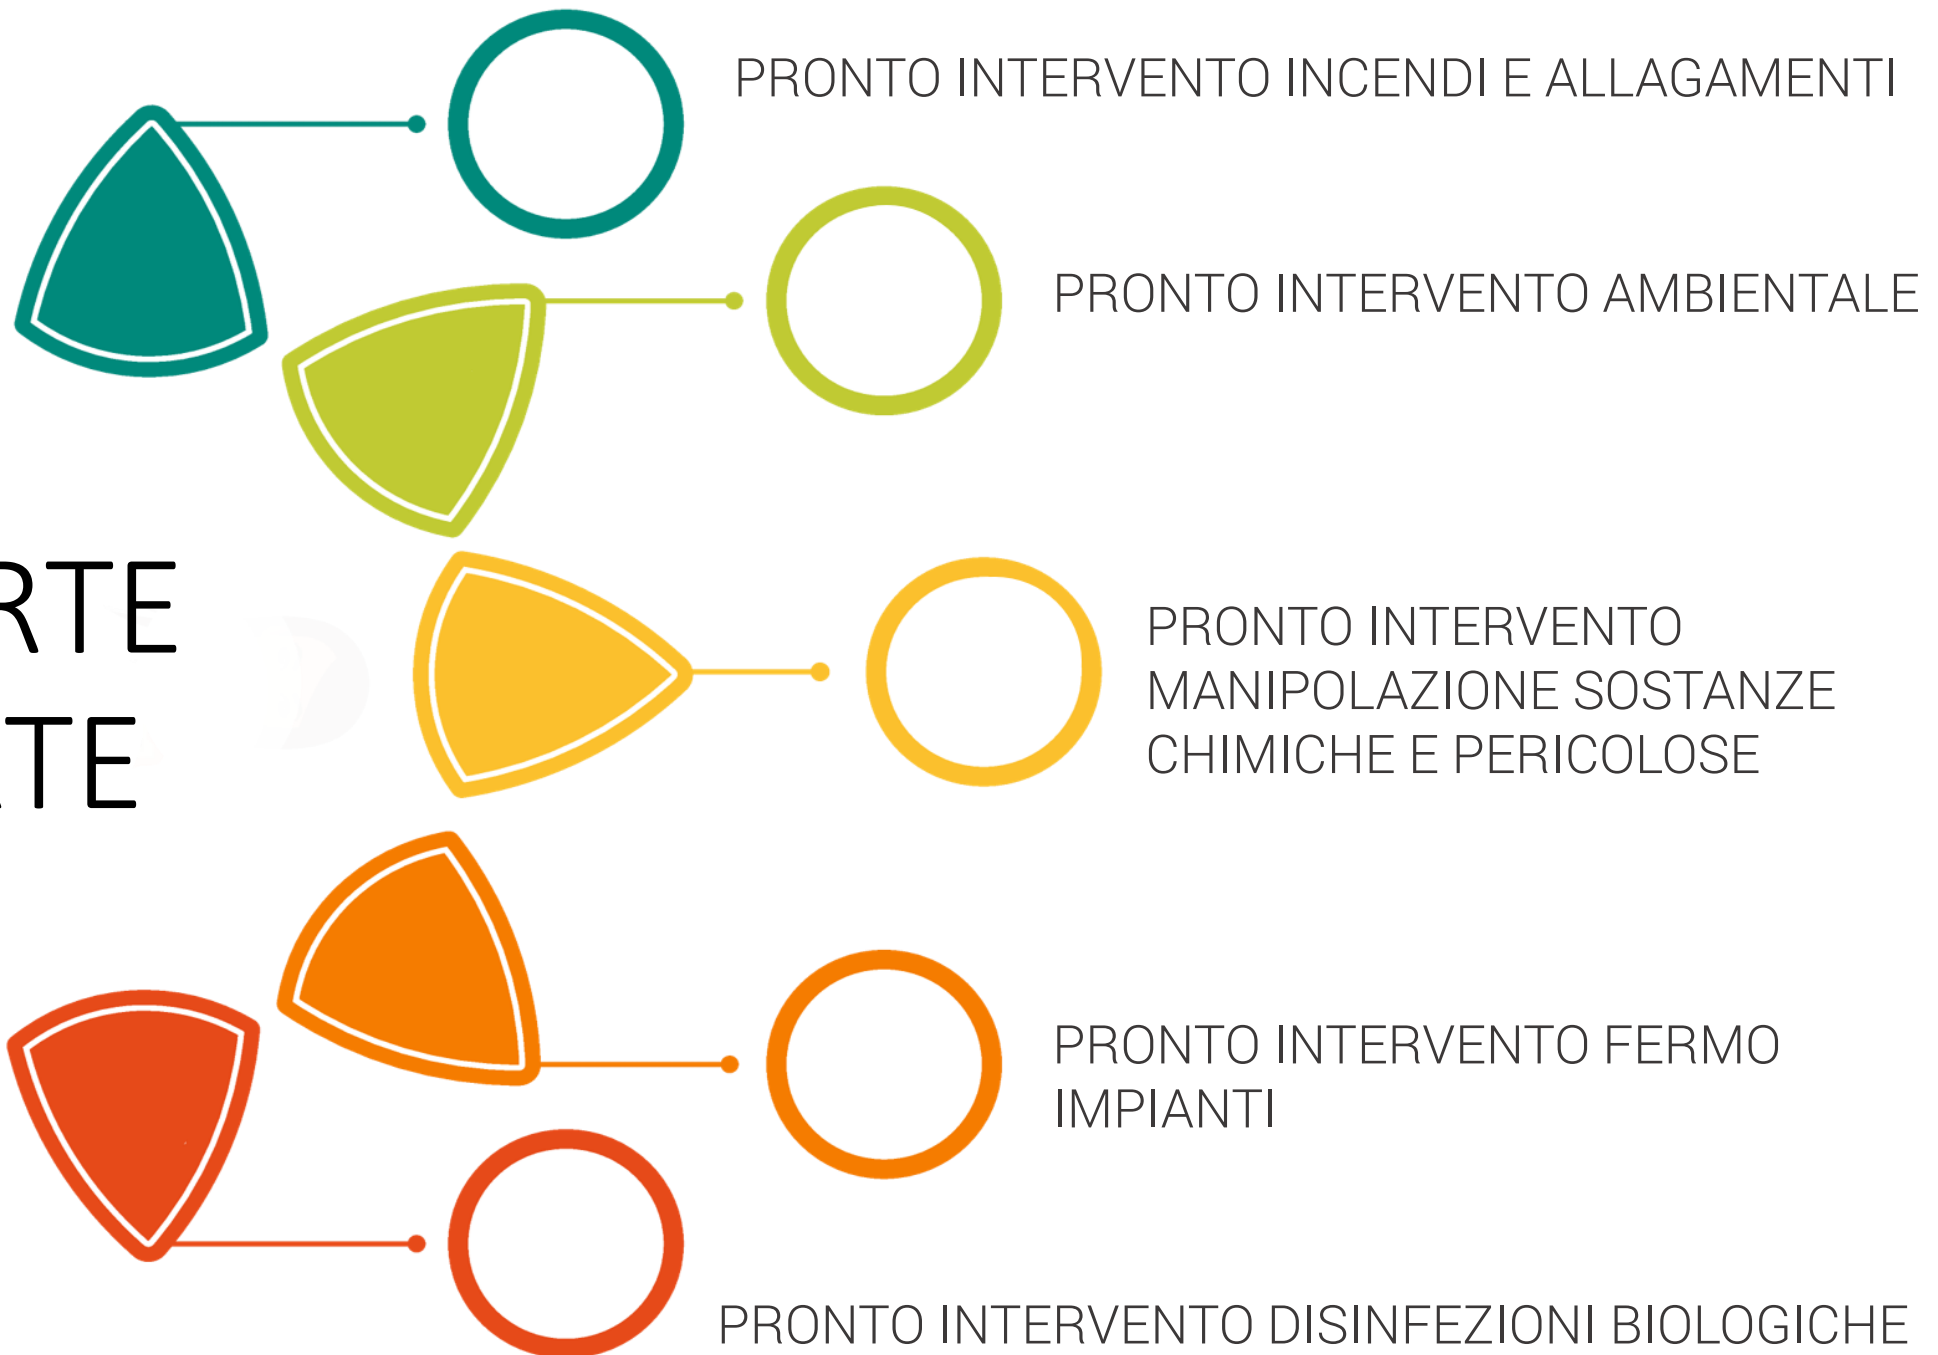 PRONTO INTERVENTO INCENDI E ALLAGAMENTI
PRONTO INTERVENTO AMBIENTALE
RTE
TE
PRONTO INTERVENTO
MANIPOLAZIONE SOSTANZE
CHIMICHE E PERICOLOSE
PRONTO INTERVENTO FERMO
IMPIANTI
PRONTO INTERVENTO DISINFEZIONI BIOLOGICHE